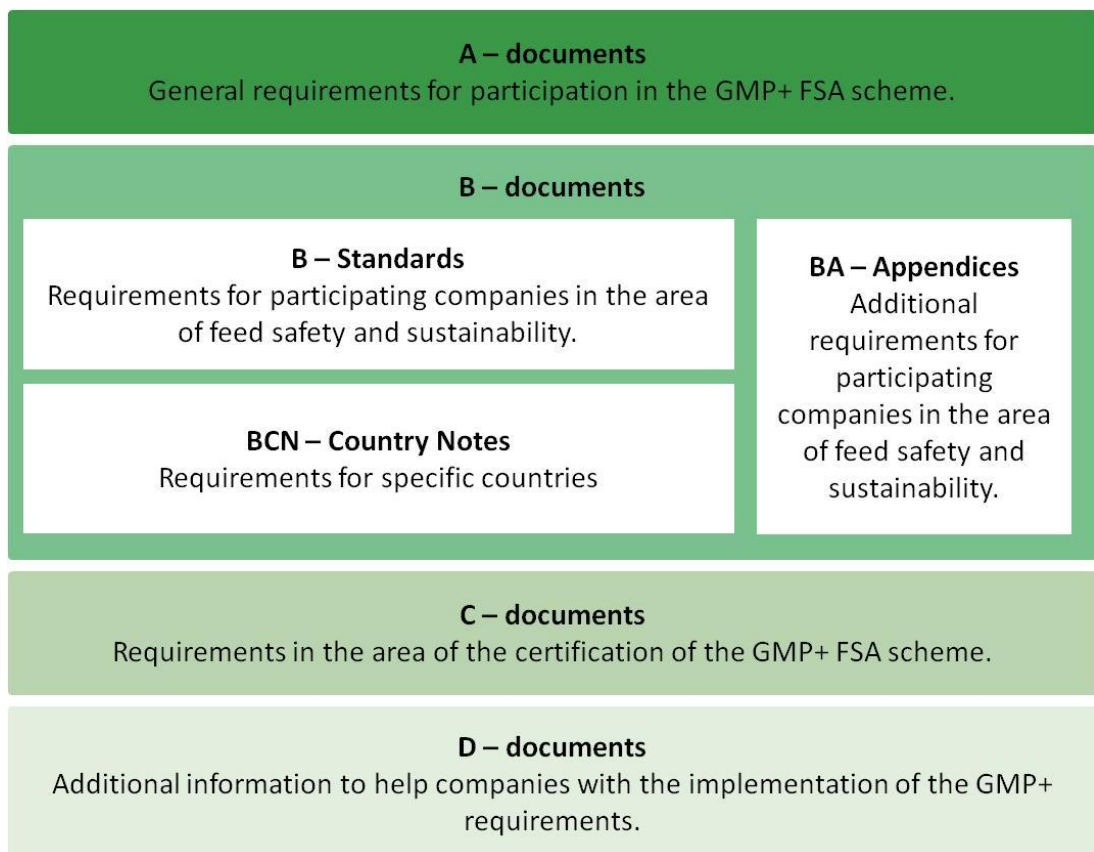 A – documents
General requirements for participation in the GMP+ FSA scheme.
B – documents
B – Standards
Requirements for participating companies in the area
of feed safety and sustainability.
BCN – Country Notes
Requirements for specific countries
BA – Appendices
Additional
requirements for
participating
companies in the area
of feed safety and
sustainability.
C – documents
Requirements in the area of the certification of the GMP+ FSA scheme.
D – documents
Additional information to help companies with the implementation of the GMP+
requirements.